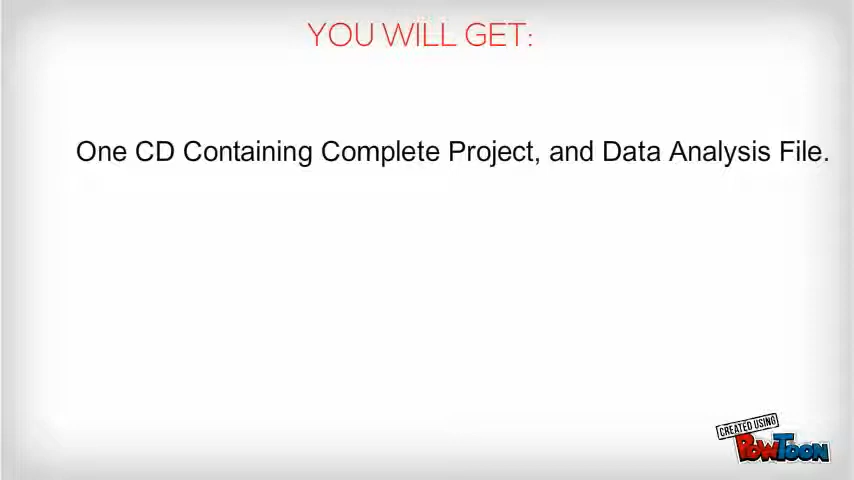 YOU WILL GET:
One CD Containing Complete Project, and Data Analysis File.
CREATED USING
POWTOON